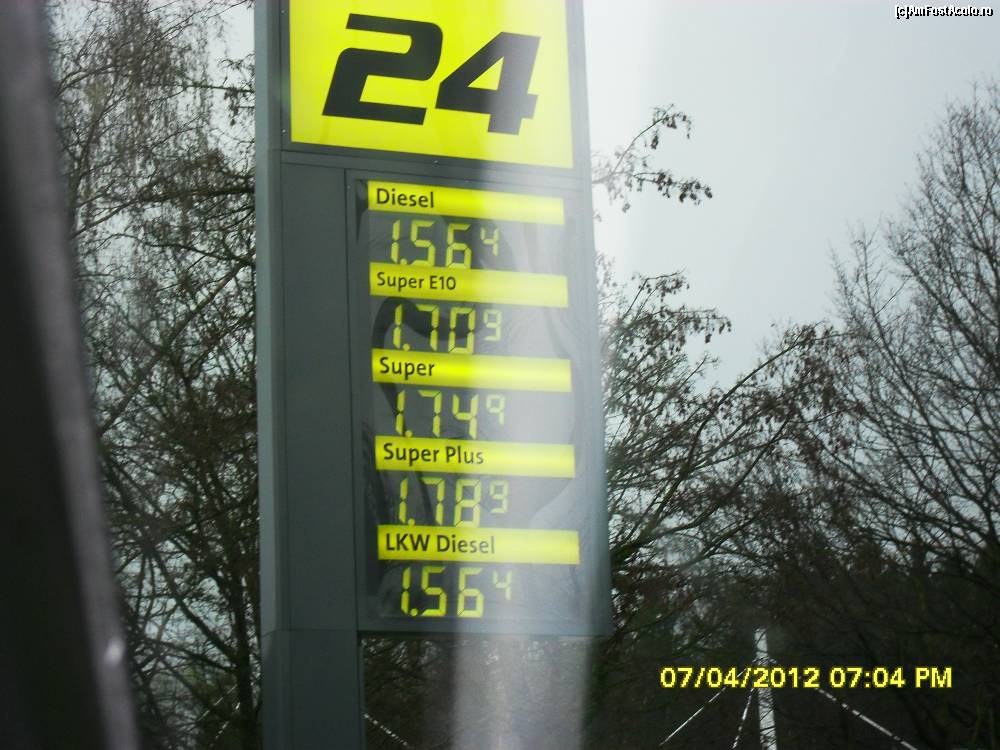 [c]AmFostAcolo.ro
24
Diesel
1.56⁴
Super E10
1.70⁹
Super
1.74⁹
Super Plus
1.78⁹
LKW Diesel
1.56⁴
07/04/2012 07:04 PM